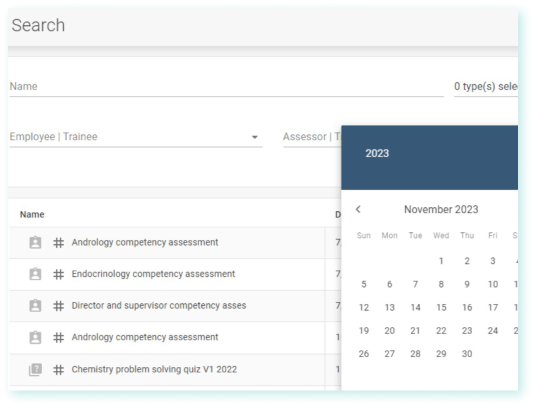 Search
Name
0 type(s) sele
Employee | Trainee
Assessor | T
2023
November 2023
Sun Mon Tue Wed Thu Fri S
1 2 3 4
5 6 7 8 9 10 1
12 13 14 15 16 17 1
19 20 21 22 23 24 2
26 27 28 29 30
Name D
# Andrology competency assessment 7
# Endocrinology competency assessment 7
# Director and supervisor competency asses 7
# Andrology competency assessment 1
# Chemistry problem solving quiz V1 2022 1